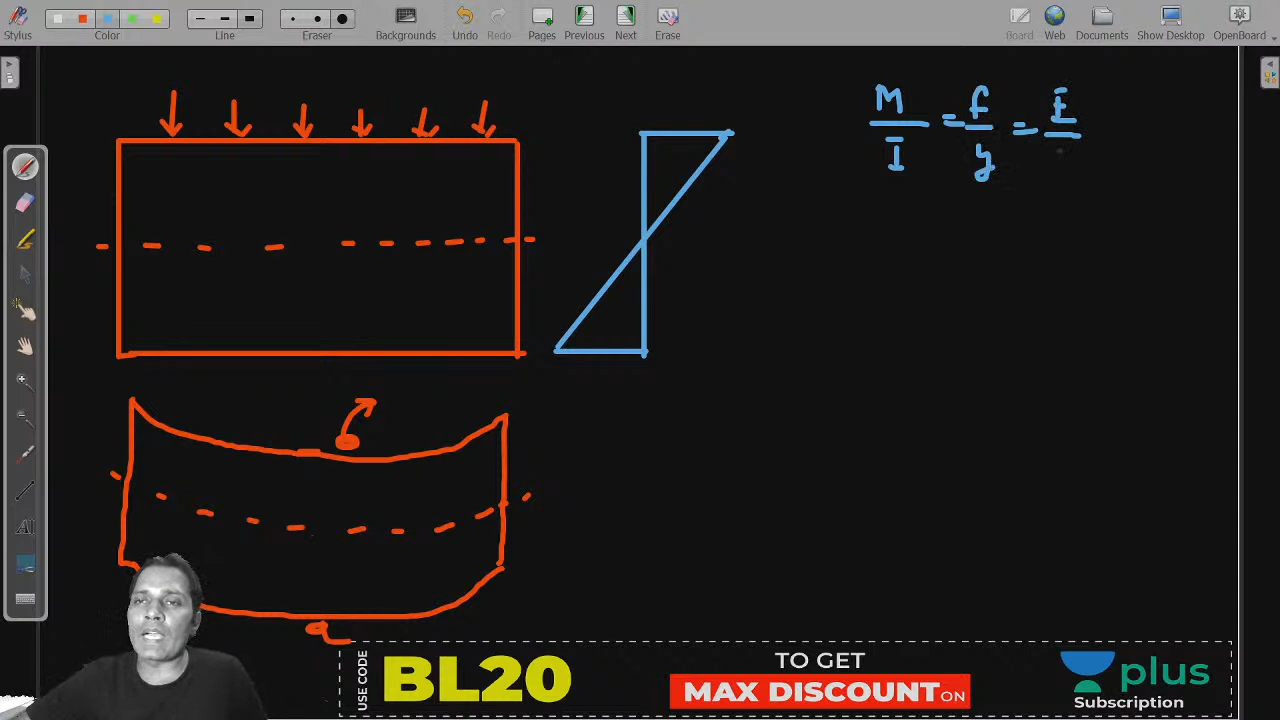 Stylus
Color
Line
Eraser
Backgrounds
Undo
Redo
Pages
Previous
Next
Erase
Board
Web
Documents
Show Desktop
OpenBoard
M/I = f/y = E/
USE CODE
BL20
TO GET
MAX DISCOUNT ON
plus
Subscription